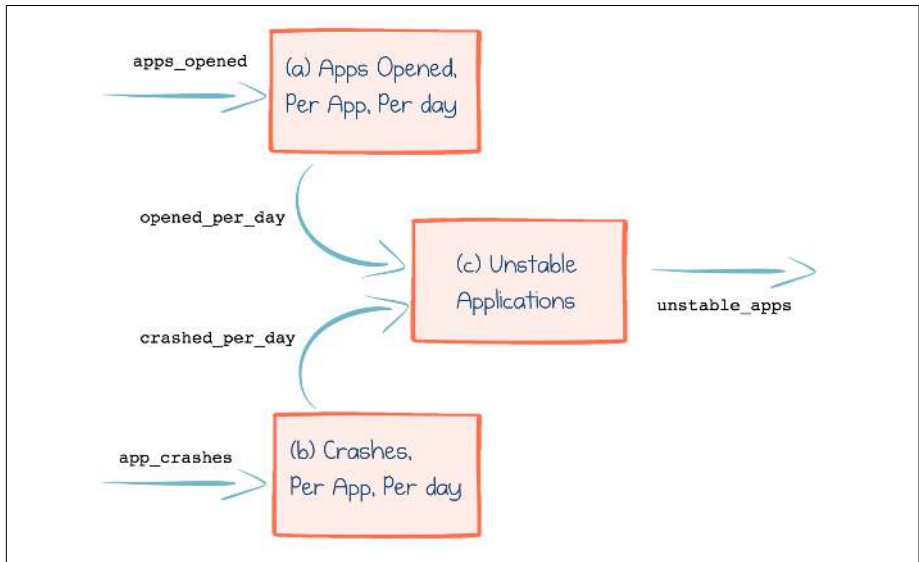 apps_opened
(a) Apps Opened,
Per App, Per day
opened_per_day
(c) Unstable
Applications
unstable_apps
crashed_per_day
app_crashes
(b) Crashes,
Per App, Per day